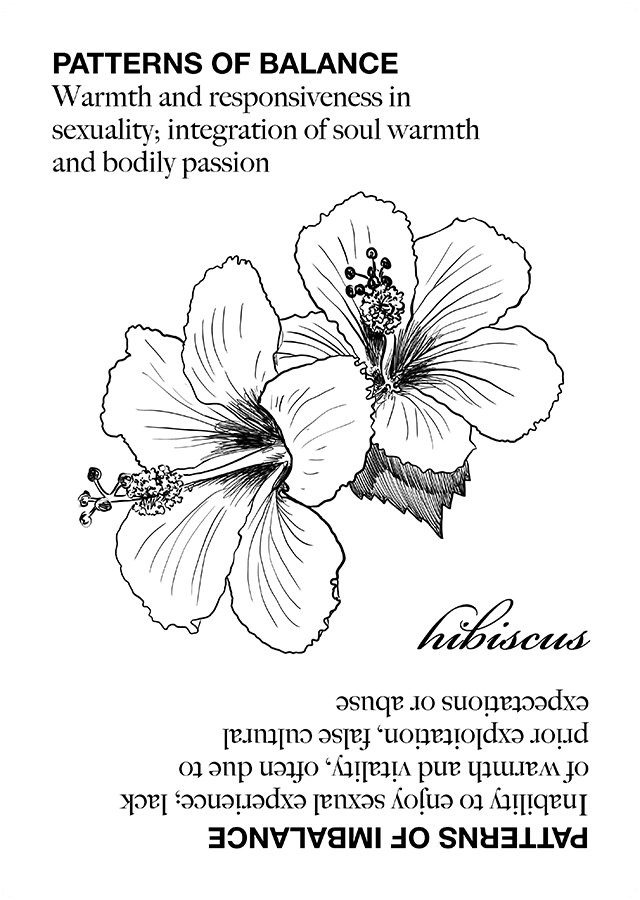 PATTERNS OF BALANCE
Warmth and responsiveness in
sexuality; integration of soul warmth
and bodily passion
hibiscus
PATTERNS OF IMBALANCE
Inability to enjoy sexual experience; lack
of warmth and vitality, often due to
prior exploitation, false cultural
expectations or abuse